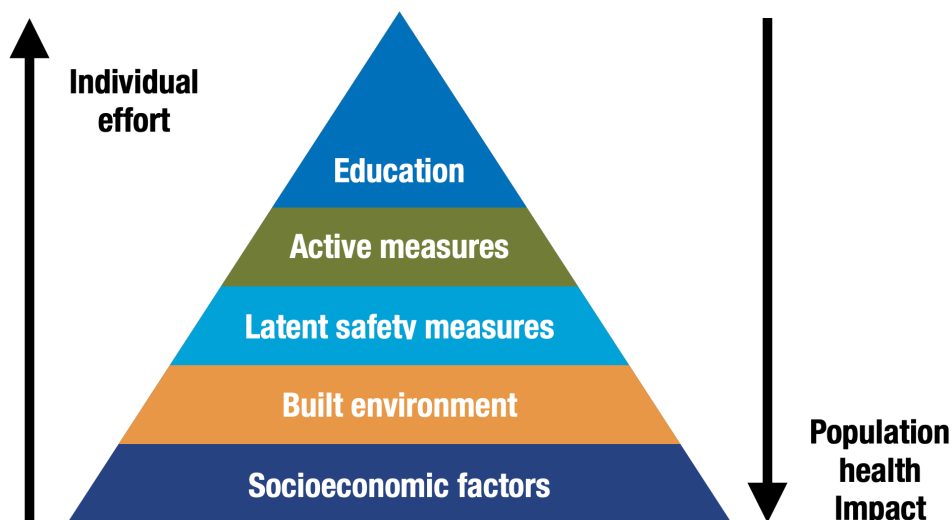 Individual
effort
Education
Active measures
Latent safety measures
Built environment
Socioeconomic factors
Population
health
Impact